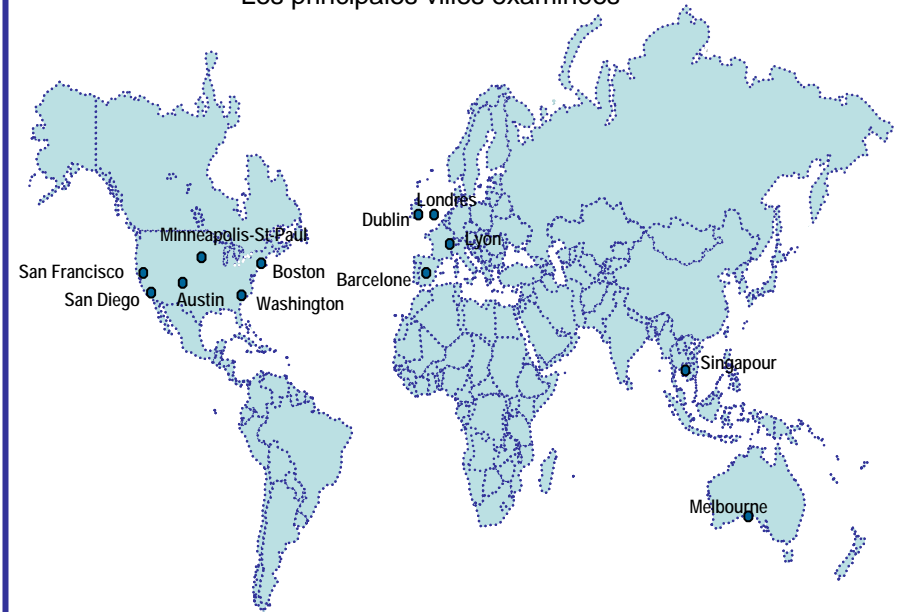 Les principales villes examinées
Londres
Dublin
Minneapolis-St-Paul
Lyon
San Francisco
Boston
Barcelone
San Diego
Austin
Washington
Singapour
Melbourne